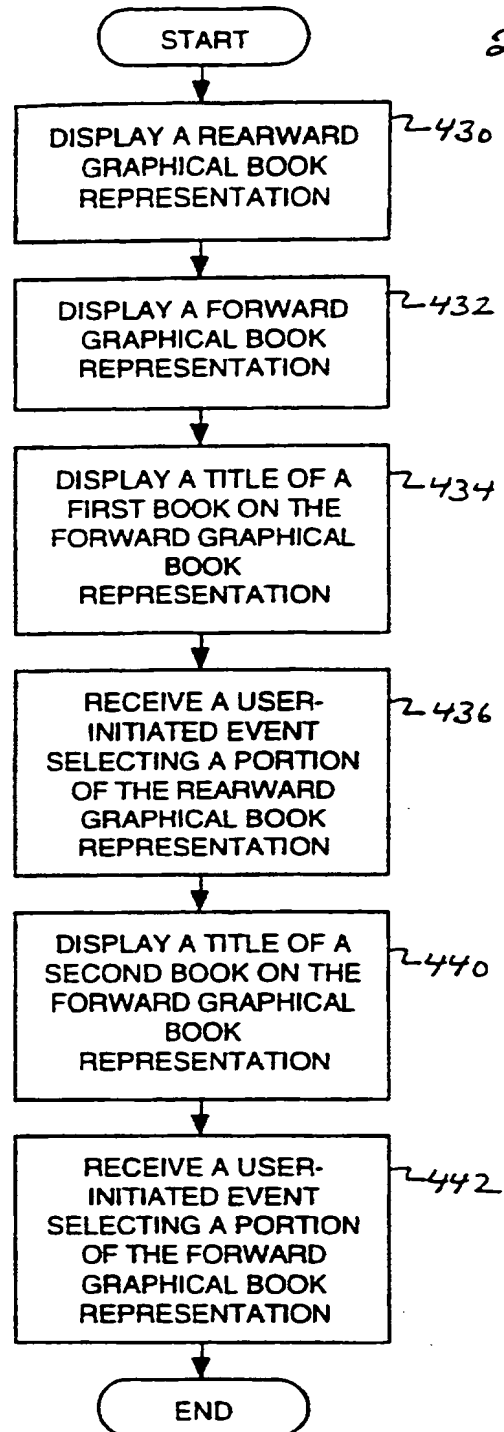 START
DISPLAY A REARWARD
GRAPHICAL BOOK
REPRESENTATION
430
DISPLAY A FORWARD
GRAPHICAL BOOK
REPRESENTATION
432
DISPLAY A TITLE OF A
FIRST BOOK ON THE
FORWARD GRAPHICAL
BOOK
REPRESENTATION
434
RECEIVE A USER-
INITIATED EVENT
SELECTING A PORTION
OF THE REARWARD
GRAPHICAL BOOK
REPRESENTATION
436
DISPLAY A TITLE OF A
SECOND BOOK ON THE
FORWARD GRAPHICAL
BOOK
REPRESENTATION
440
RECEIVE A USER-
INITIATED EVENT
SELECTING A PORTION
OF THE FORWARD
GRAPHICAL BOOK
REPRESENTATION
442
END